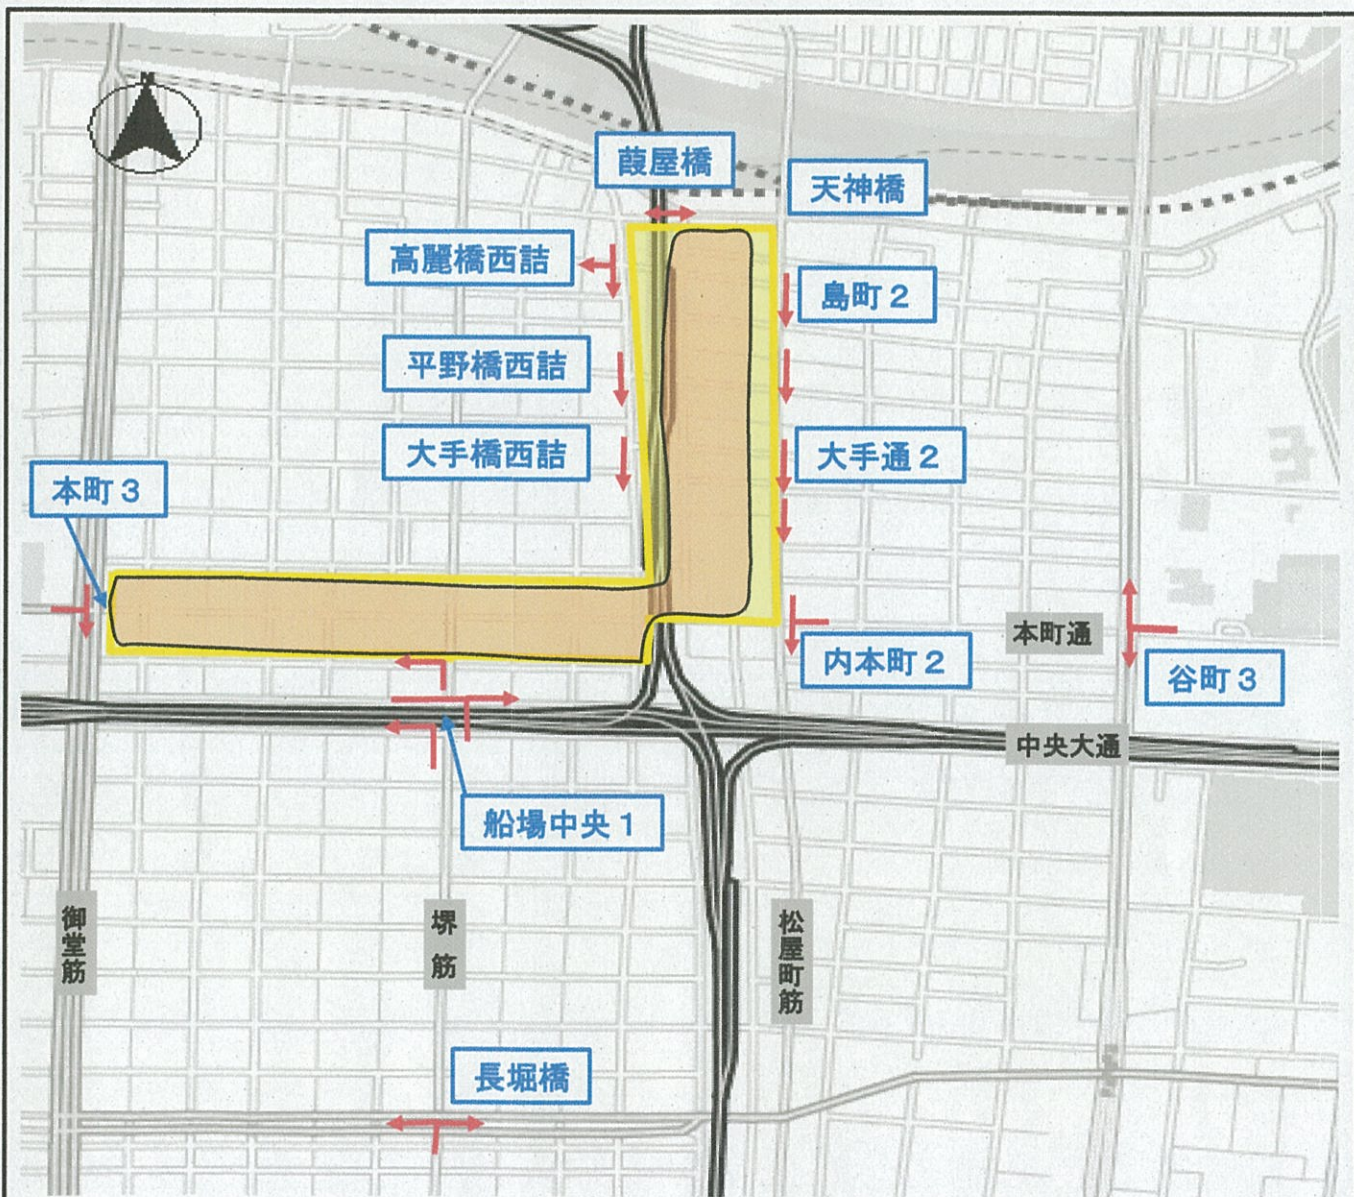 N
葭屋橋
天神橋
高麗橋西詰
島町2
平野橋西詰
大手橋西詰
大手通2
本町3
本町通
内本町2
谷町3
中央大通
船場中央1
御堂筋
堺筋
松屋町筋
長堀橋